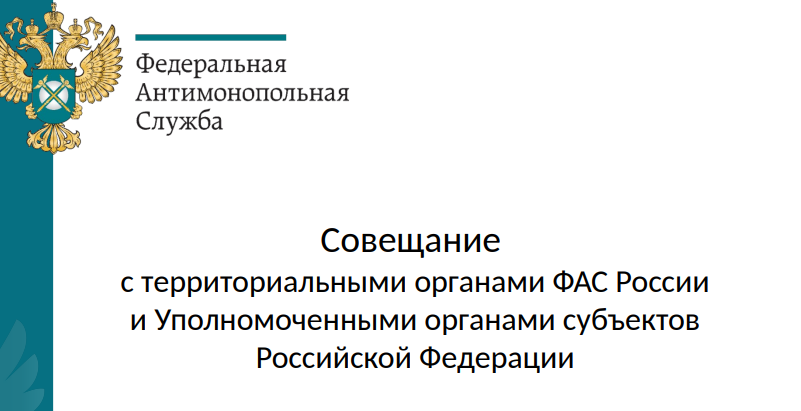 Федеральная
Антимонопольная
Служба
Совещание
с территориальными органами ФАС России
и Уполномоченными органами субъектов
Российской Федерации